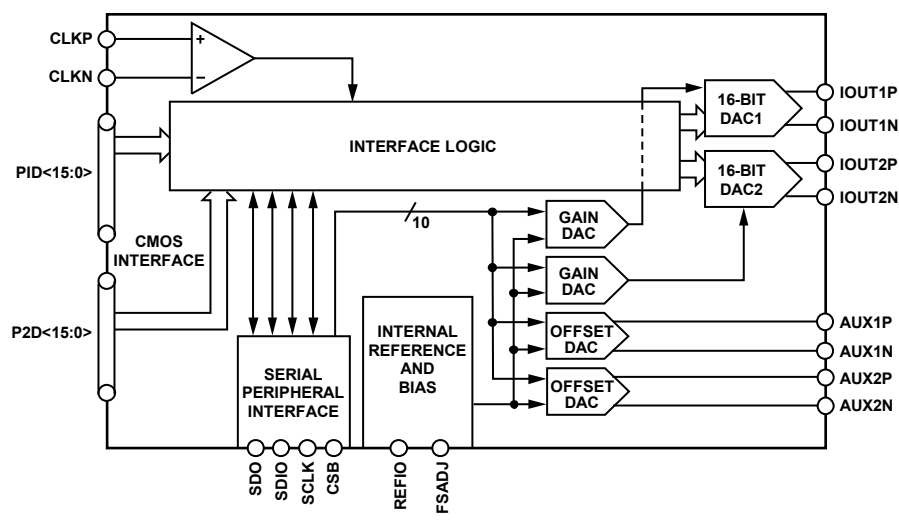 CLKP
CLKN
+
−
PID<15:0>
P2D<15:0>
CMOS
INTERFACE
INTERFACE LOGIC
10
SERIAL
PERIPHERAL
INTERFACE
INTERNAL
REFERENCE
AND
BIAS
GAIN
DAC
GAIN
DAC
OFFSET
DAC
OFFSET
DAC
16-BIT
DAC1
16-BIT
DAC2
IOUT1P
IOUT1N
IOUT2P
IOUT2N
AUX1P
AUX1N
AUX2P
AUX2N
SDO
SDIO
SCLK
CSB
REFIO
FSADJ